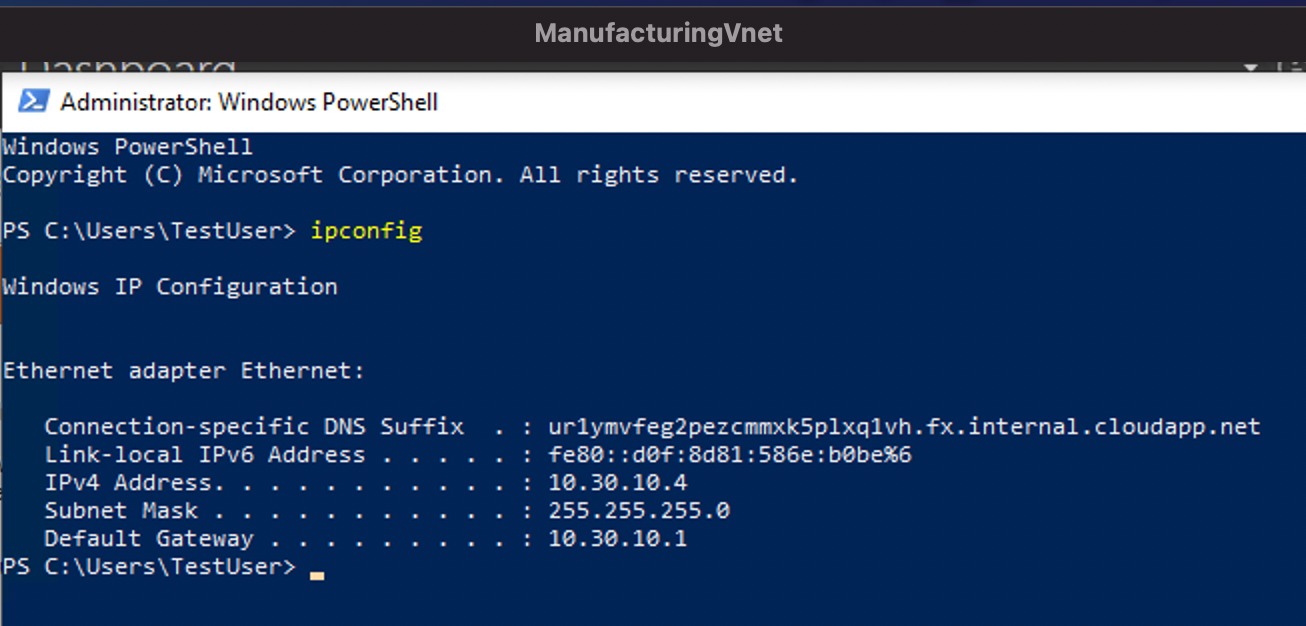 ManufacturingVnet
Dashboard
Administrator: Windows PowerShell
Windows PowerShell
Copyright (C) Microsoft Corporation. All rights reserved.
PS C:\Users\TestUser> ipconfig
Windows IP Configuration
Ethernet adapter Ethernet:
Connection-specific DNS Suffix  . : ur1ymvfeg2pezcmmxk5plxq1vh.fx.internal.cloudapp.net
Link-local IPv6 Address . . . . . : fe80::d0f:8d81:586e:b0be%6
IPv4 Address. . . . . . . . . . . : 10.30.10.4
Subnet Mask . . . . . . . . . . . : 255.255.255.0
Default Gateway . . . . . . . . . : 10.30.10.1
PS C:\Users\TestUser> _